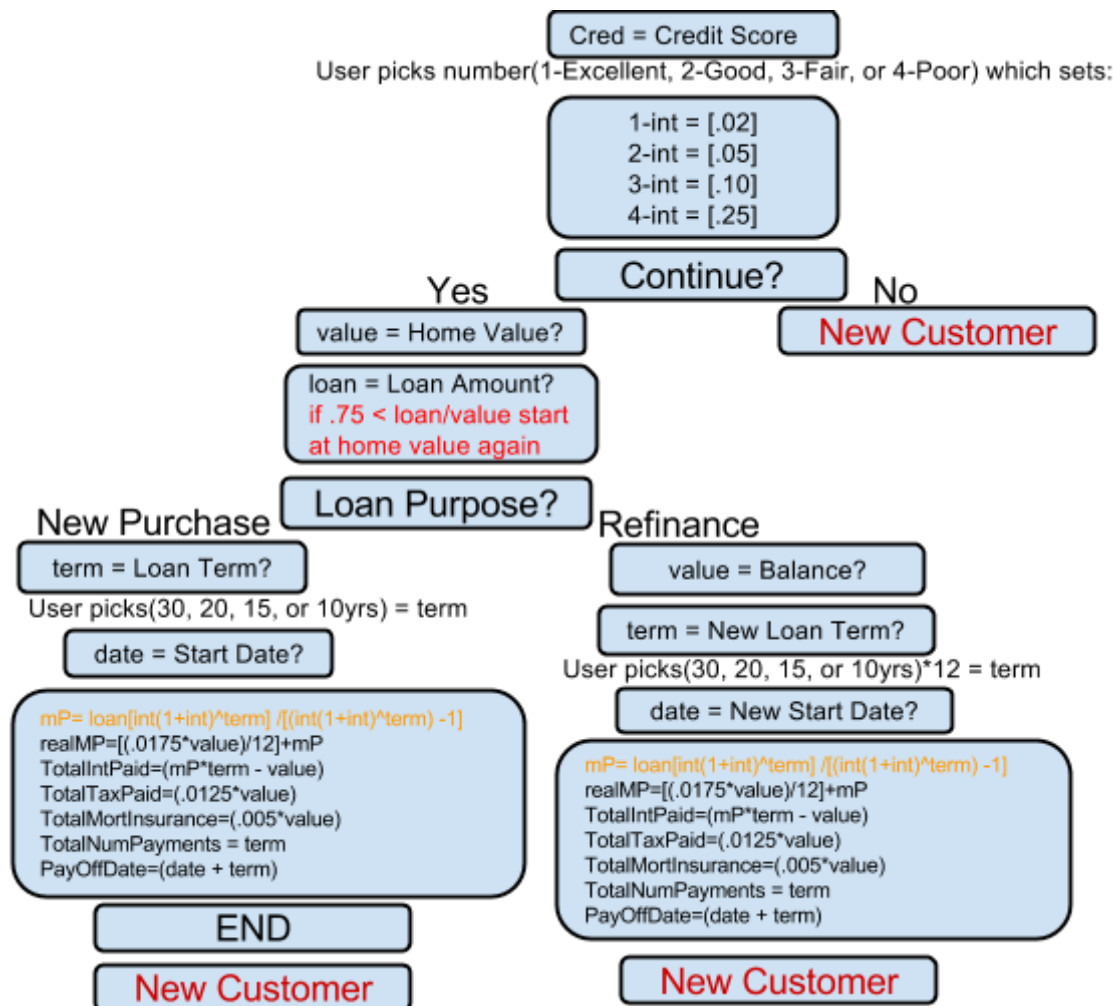 Cred = Credit Score
User picks number(1-Excellent, 2-Good, 3-Fair, or 4-Poor) which sets:
1-int = [.02]
2-int = [.05]
3-int = [.10]
4-int = [.25]
Continue?
Yes
No
value = Home Value?
New Customer
loan = Loan Amount?
if .75 < loan/value start
at home value again
Loan Purpose?
New Purchase
term = Loan Term?
User picks(30, 20, 15, or 10yrs) = term
date = Start Date?
mP= loan[int(1+int)^term] /[(int(1+int)^term) -1]
realMP=[(.0175*value)/12]+mP
TotalIntPaid=(mP*term - value)
TotalTaxPaid=(.0125*value)
TotalMortInsurance=(.005*value)
TotalNumPayments = term
PayOffDate=(date + term)
END
New Customer
Refinance
value = Balance?
term = New Loan Term?
User picks(30, 20, 15, or 10yrs)*12 = term
date = New Start Date?
mP= loan[int(1+int)^term] /[(int(1+int)^term) -1]
realMP=[(.0175*value)/12]+mP
TotalIntPaid=(mP*term - value)
TotalTaxPaid=(.0125*value)
TotalMortInsurance=(.005*value)
TotalNumPayments = term
PayOffDate=(date + term)
New Customer